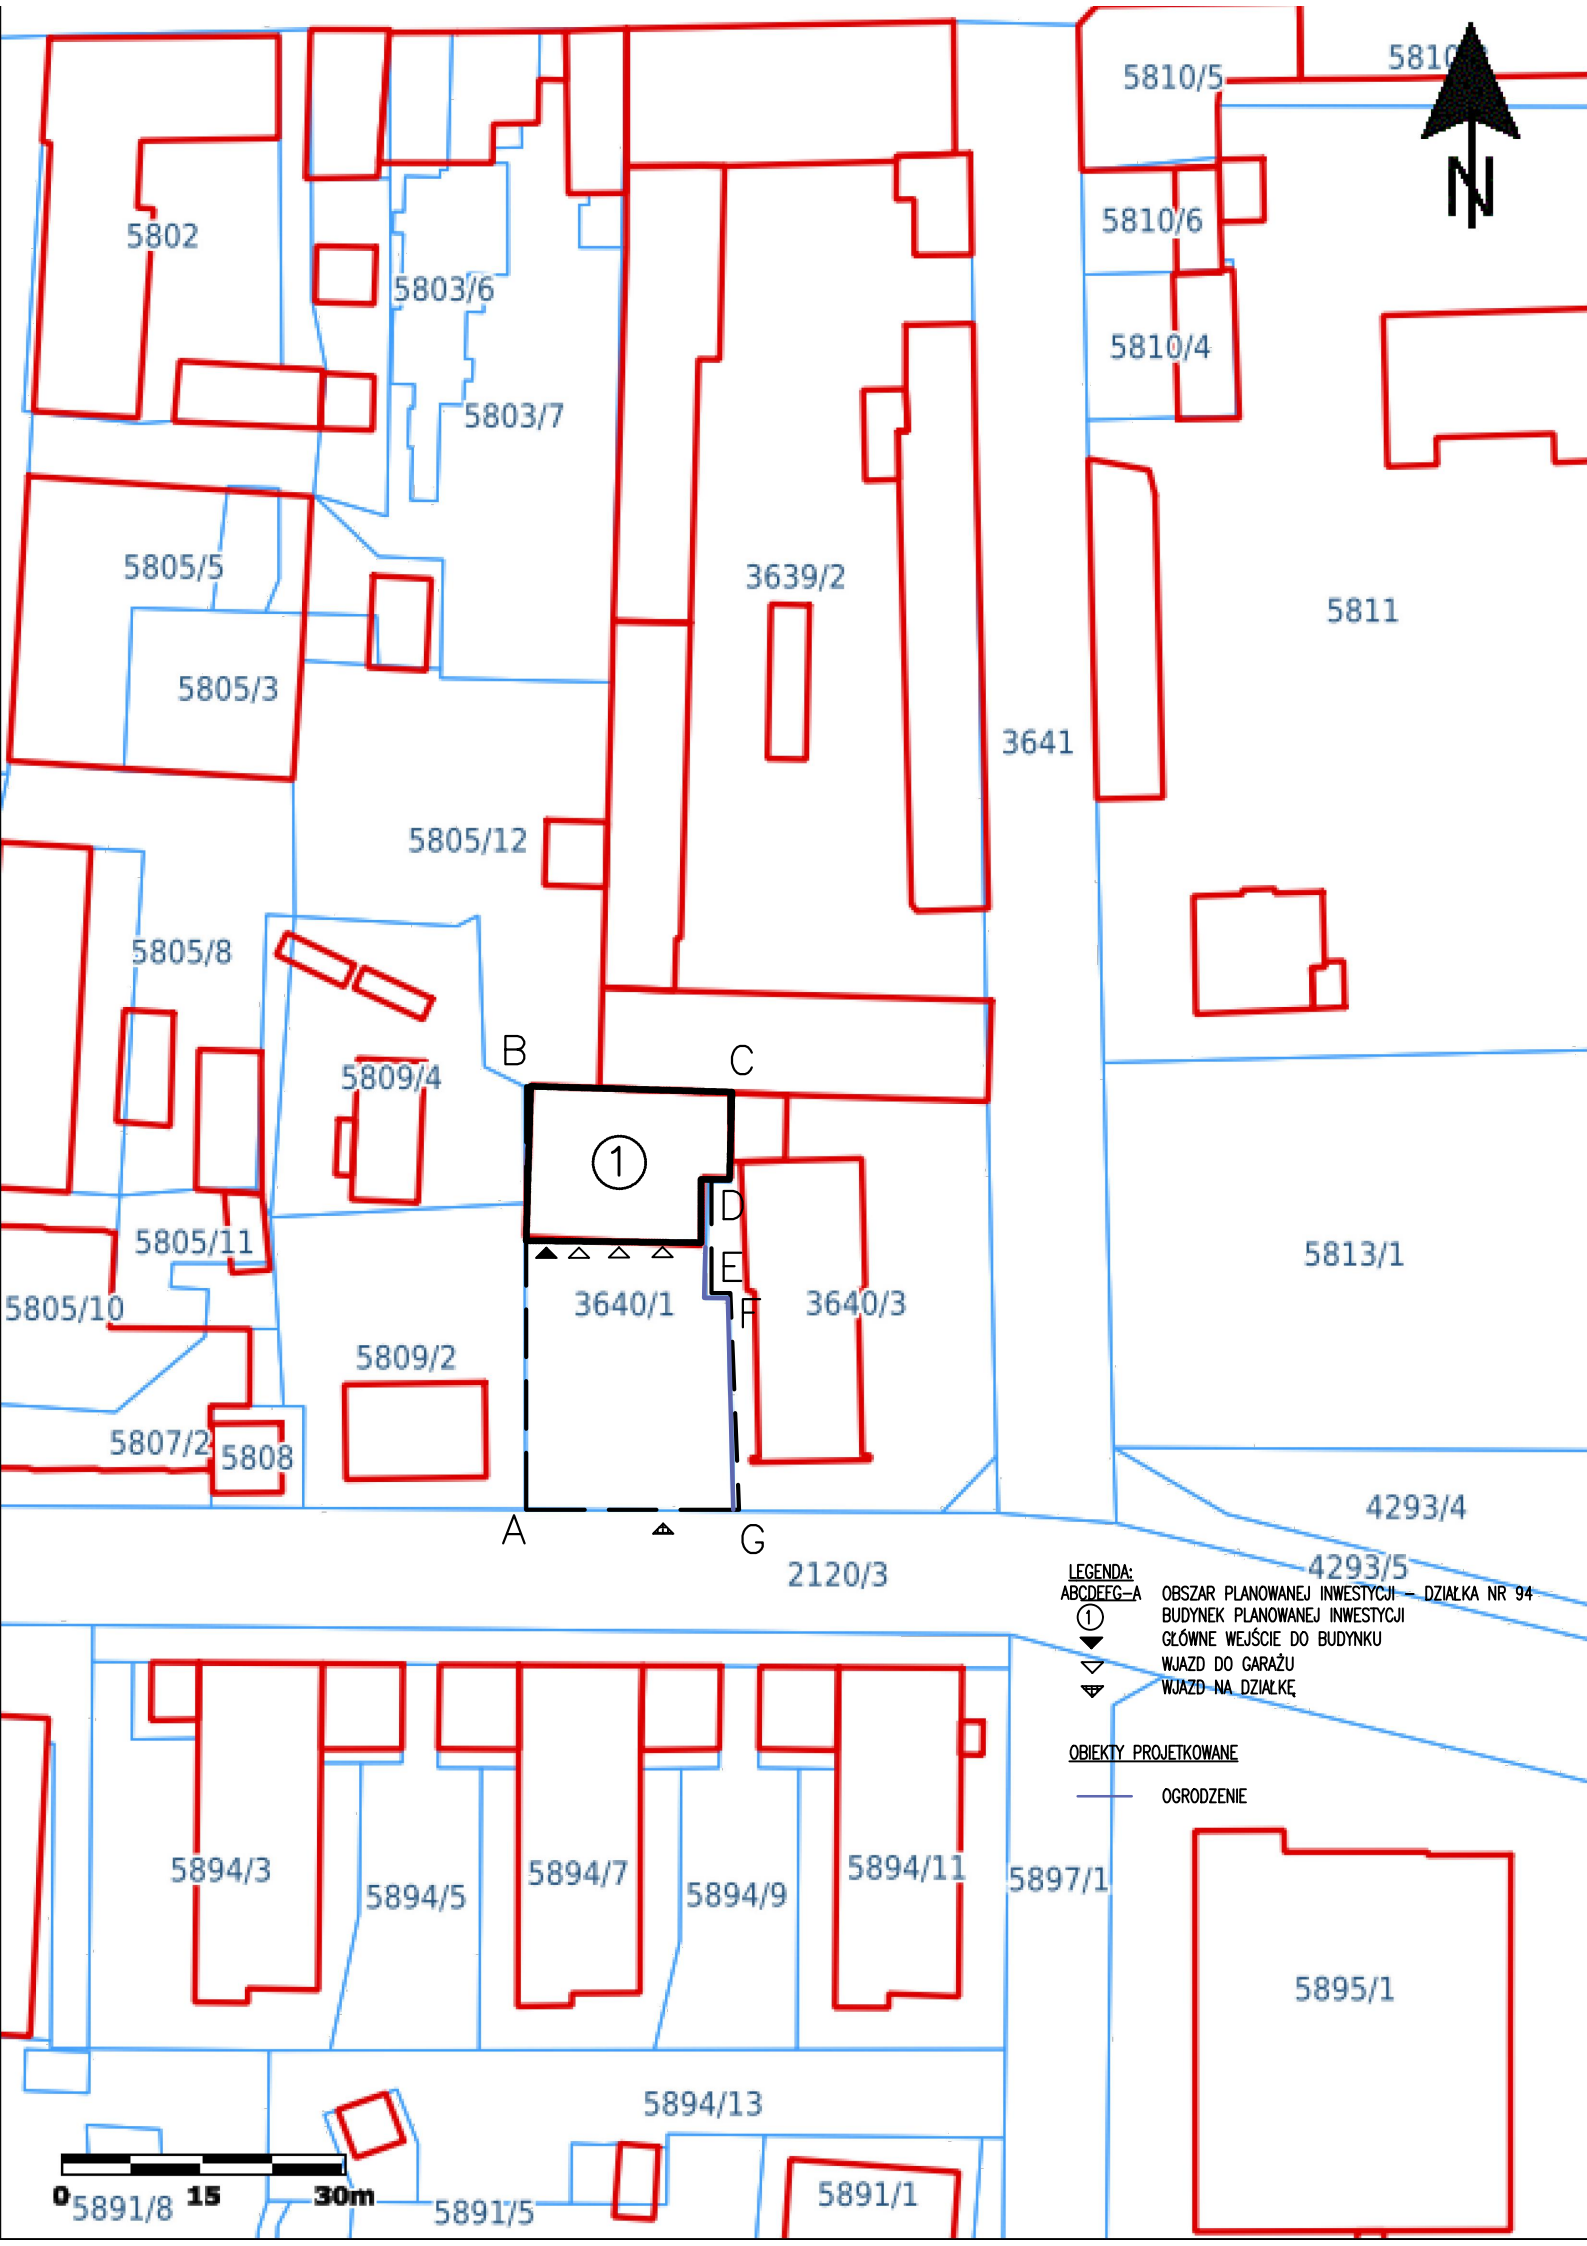 5810/5
N
5802
5810/6
5803/6
5810/4
5803/7
5805/5
3639/2
5811
5805/3
3641
5805/12
5805/8
B
C
5809/4
1
D
5805/11
E
5813/1
5805/10
3640/1
F
3640/3
5809/2
5807/2
5808
4293/4
A
G
2120/3
4293/5
LEGENDA:
ABCDEFG-A OBSZAR PLANOWANEJ INWESTYCJI – DZIAŁKA NR 94
1 BUDYNEK PLANOWANEJ INWESTYCJI
GŁÓWNE WEJŚCIE DO BUDYNKU
WJAZD DO GARAŻU
WJAZD NA DZIAŁKĘ
OBIEKTY PROJETKOWANE
OGRODZENIE
5894/3
5894/5
5894/7
5894/9
5894/11
5897/1
5895/1
5894/13
0 15 30m
5891/8
5891/5
5891/1